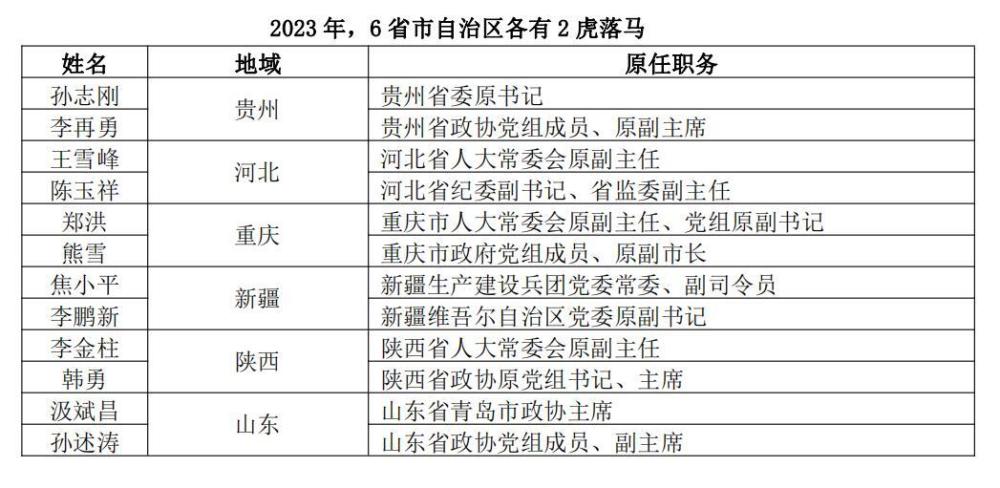 2023 年，6 省市自治区各有 2 虎落马
姓名 地域 原任职务
孙志刚 贵州 贵州省委原书记
李再勇 贵州省政协党组成员、原副主席
王雪峰 河北 河北省人大常委会原副主任
陈玉祥 河北省纪委副书记、省监委副主任
郑洪 重庆 重庆市人大常委会原副主任、党组原副书记
熊雪 重庆市政府党组成员、原副市长
焦小平 新疆 新疆生产建设兵团党委常委、副司令员
李鹏新 新疆维吾尔自治区党委原副书记
李金柱 陕西 陕西省人大常委会原副主任
韩勇 陕西省政协原党组书记、主席
汲斌昌 山东 山东省青岛市政协主席
孙述涛 山东省政协党组成员、副主席